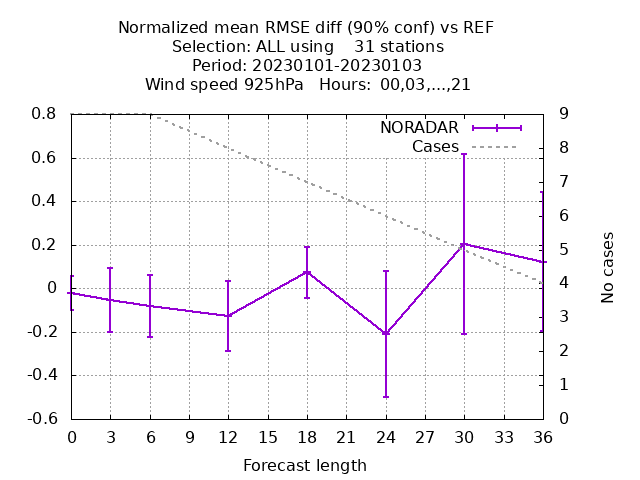 Normalized mean RMSE diff (90% conf) vs REF
Selection: ALL using    31 stations
Period: 20230101-20230103
Wind speed 925hPa   Hours:  00,03,...,21
NORADAR
Cases
0.8
0.6
0.4
0.2
0
-0.2
-0.4
-0.6
9
8
7
6
5
4
3
2
1
0
No cases
0 3 6 9 12 15 18 21 24 27 30 33 36
Forecast length